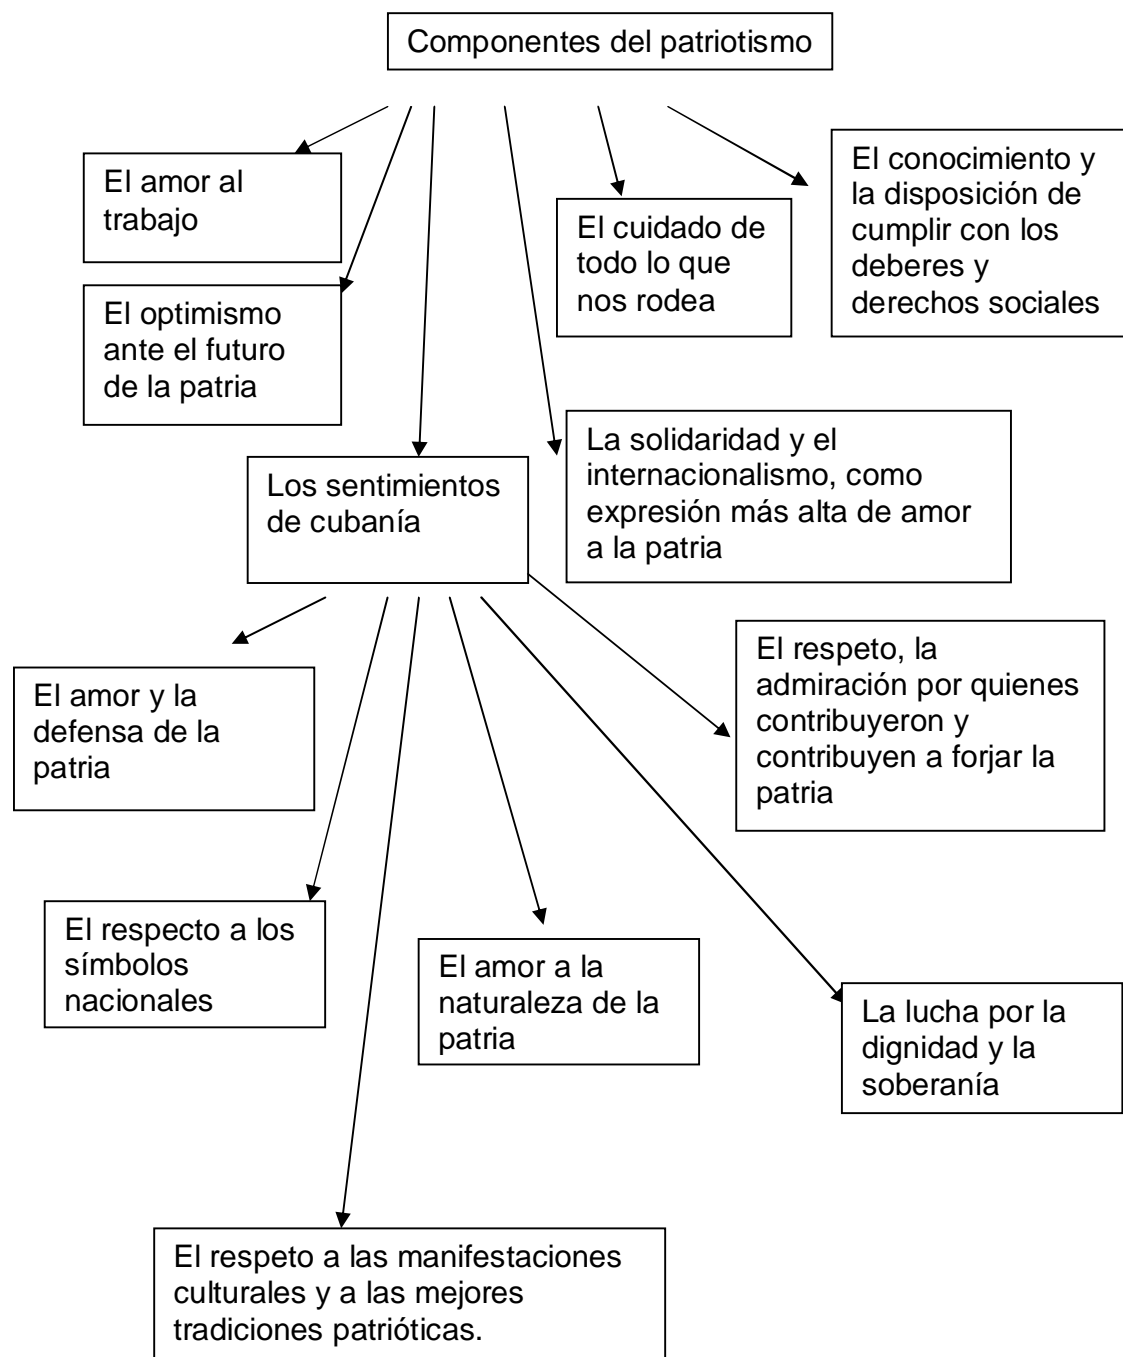 Componentes del patriotismo
El amor al
trabajo
El optimismo
ante el futuro
de la patria
El cuidado de
todo lo que
nos rodea
El conocimiento y
la disposición de
cumplir con los
deberes y
derechos sociales
Los sentimientos
de cubanía
La solidaridad y el
internacionalismo, como
expresión más alta de amor
a la patria
El amor y la
defensa de la
patria
El respeto, la
admiración por quienes
contribuyeron y
contribuyen a forjar la
patria
El respecto a los
símbolos
nacionales
El amor a la
naturaleza de la
patria
La lucha por la
dignidad y la
soberanía
El respeto a las manifestaciones
culturales y a las mejores
tradiciones patrióticas.